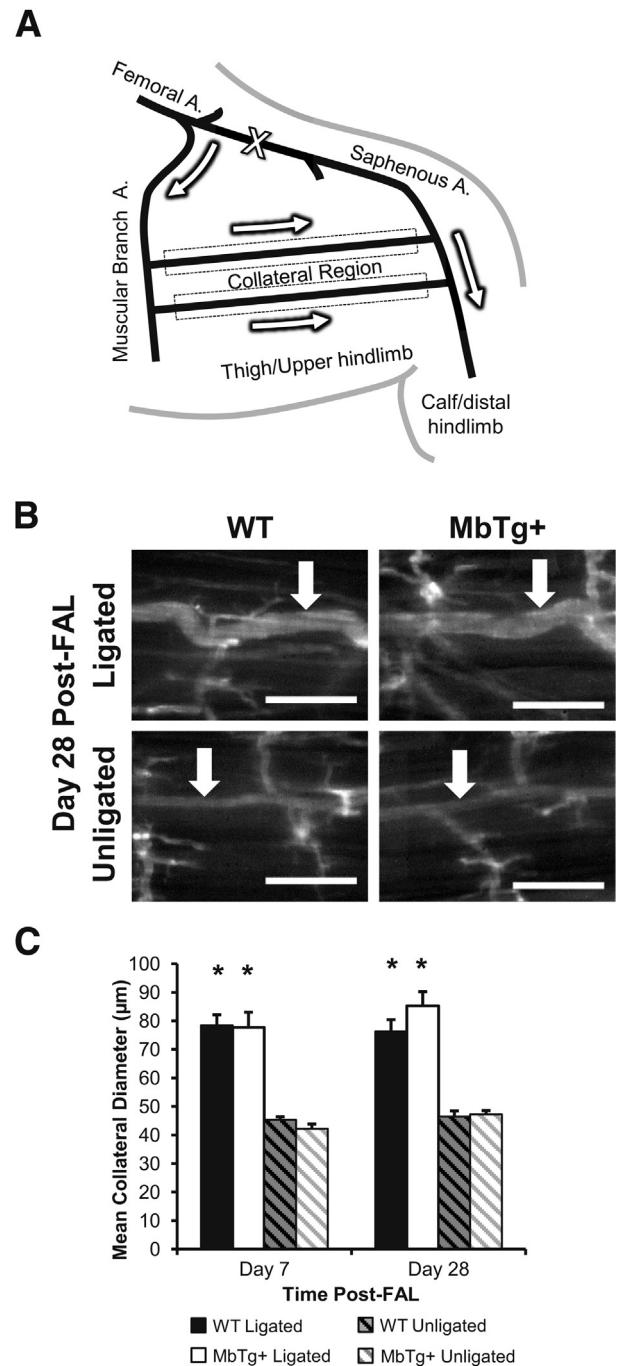 A
Femoral A.
X
Saphenous A.
Muscular Branch A.
Collateral Region
Thigh/Upper hindlimb
Calf/distal
hindlimb
B
WT MbTg+
Day 28 Post-FAL
Ligated
Unligated
C
Mean Collateral Diameter (μm)
100
90
80
70
60
50
40
30
20
10
0
* * * *
Day 7 Day 28
Time Post-FAL
WT Ligated WT Unligated
MbTg+ Ligated MbTg+ Unligated